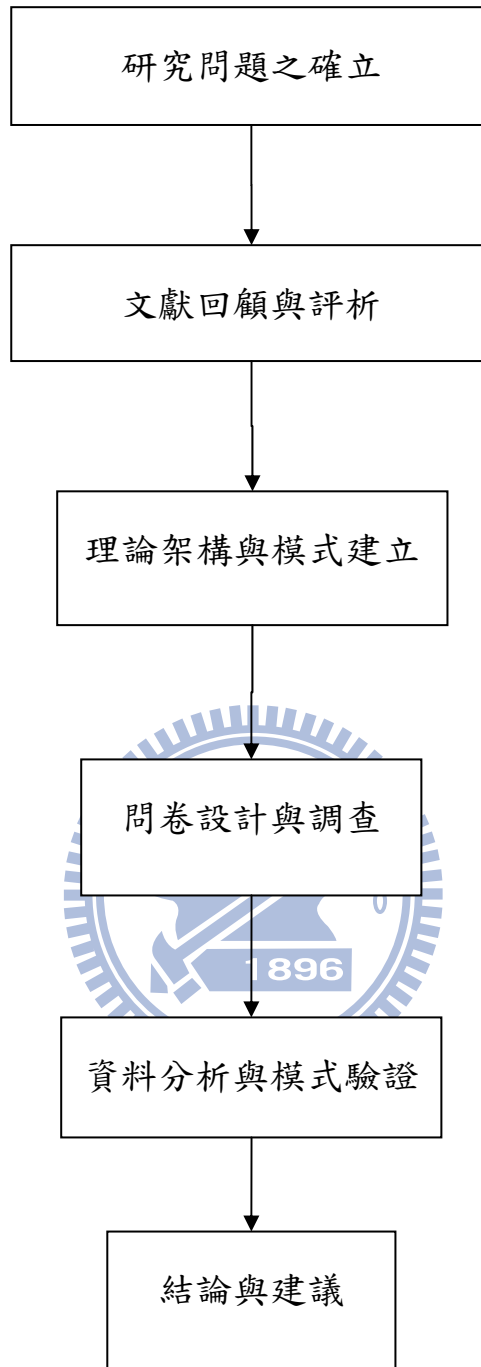 研究問題之確立
文獻回顧與評析
理論架構與模式建立
問卷設計與調查
1896
資料分析與模式驗證
結論與建議